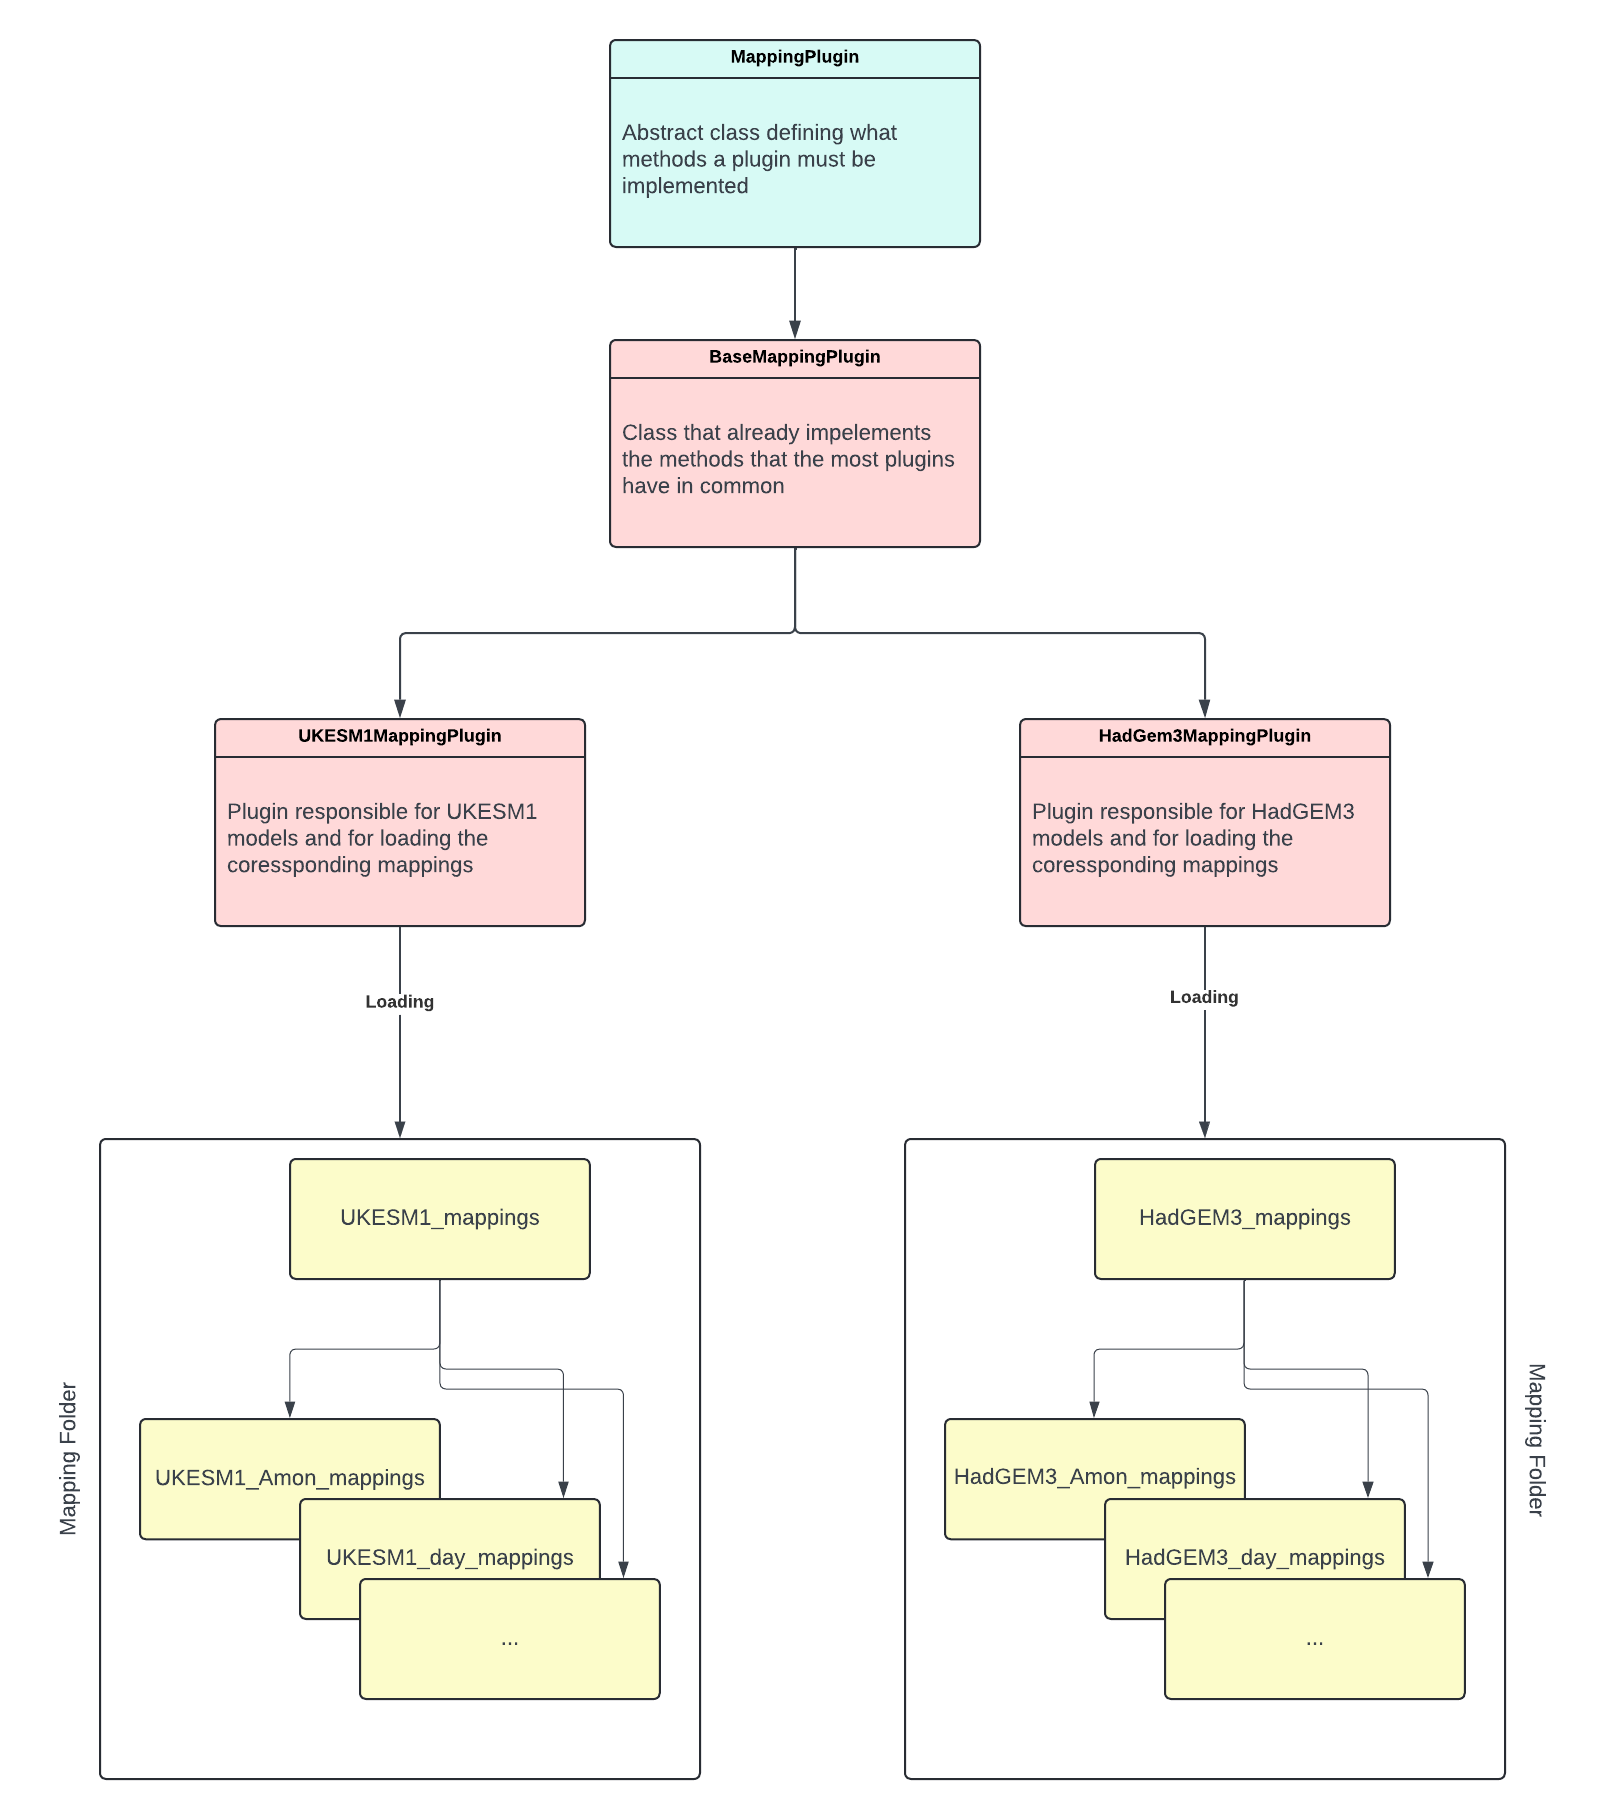 MappingPlugin
Abstract class defining what
methods a plugin must be
implemented
BaseMappingPlugin
Class that already impelements
the methods that the most plugins
have in common
UKESM1MappingPlugin
Plugin responsible for UKESM1
models and for loading the
coressponding mappings
HadGem3MappingPlugin
Plugin responsible for HadGEM3
models and for loading the
coressponding mappings
Loading
Loading
Mapping Folder
UKESM1_mappings
UKESM1_Amon_mappings
UKESM1_day_mappings
...
HadGEM3_mappings
HadGEM3_Amon_mappings
HadGEM3_day_mappings
...
Mapping Folder